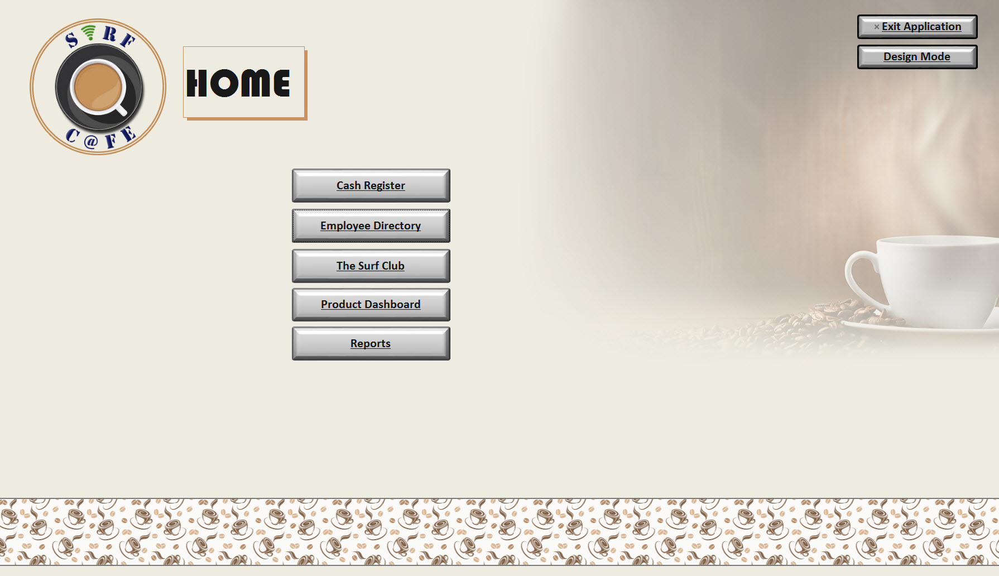 S RF
C@FE
HOME
× Exit Application
Design Mode
Cash Register
Employee Directory
The Surf Club
Product Dashboard
Reports